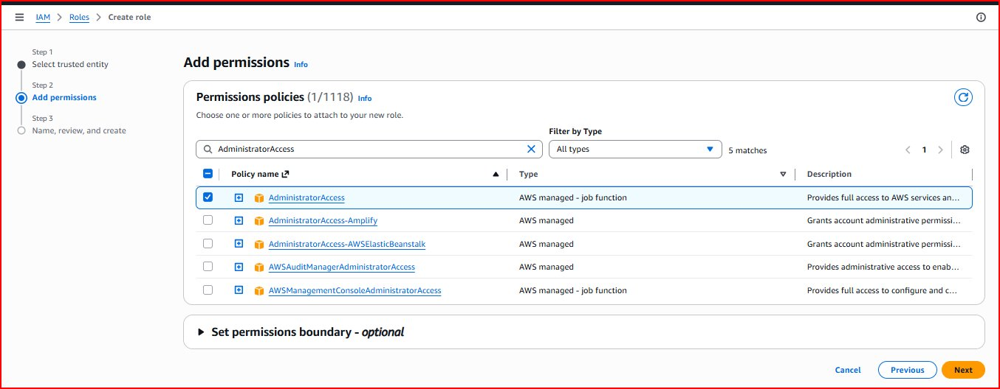 IAM > Roles > Create role
Step 1
Select trusted entity
Step 2
Add permissions
Step 3
Name, review, and create
Add permissions Info
Permissions policies (1/1118) Info
Choose one or more policies to attach to your new role.
Filter by Type
AdministratorAccess
All types
5 matches
1
Policy name Type Description
AdministratorAccess AWS managed - job function Provides full access to AWS services an...
AdministratorAccess-Amplify AWS managed Grants account administrative permissi...
AdministratorAccess-AWSElasticBeanstalk AWS managed Grants account administrative permissi...
AWSAuditManagerAdministratorAccess AWS managed Provides administrative access to enab...
AWSManagementConsoleAdministratorAccess AWS managed - job function Provides full access to configure and c...
Set permissions boundary - optional
Cancel Previous Next